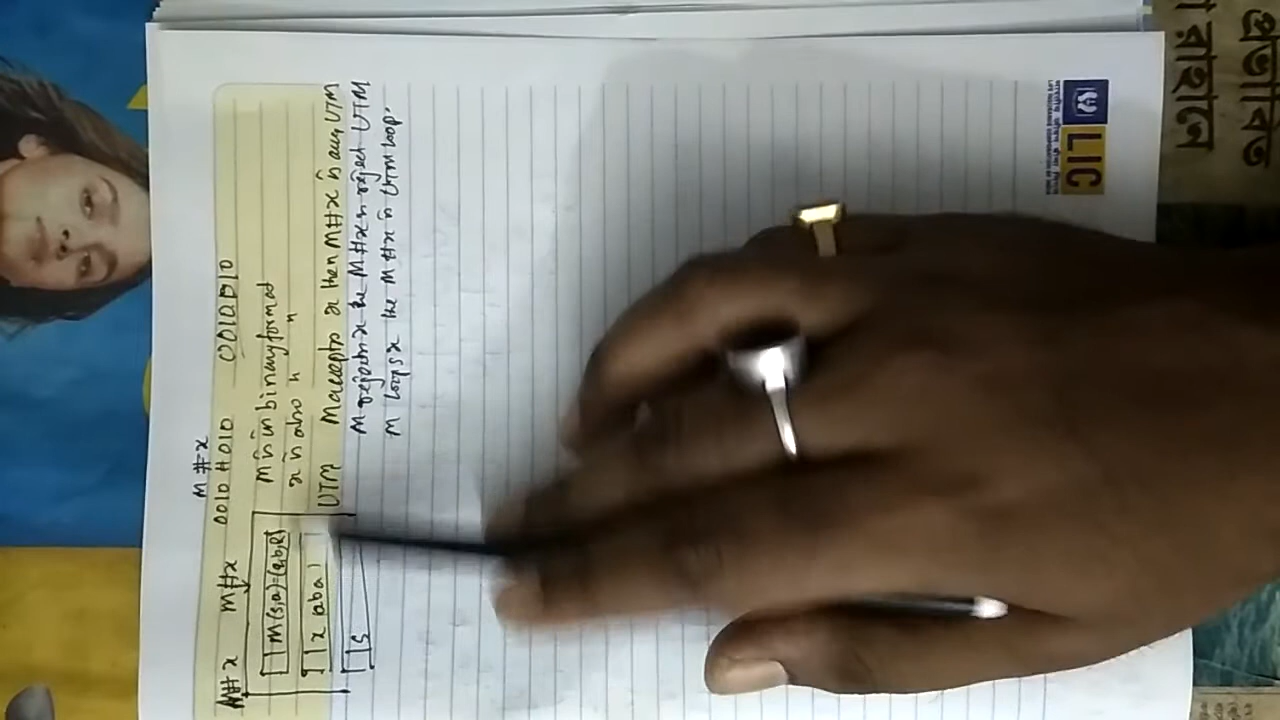 M#x
M#x M#x 0010#010 0010010
M is in binary format
x is also " "
M(s,a)=(a,b,R)
x aba
S
UTM M accepts x then M#x is acc UTM
M rejects x the M#x is reject UTM
M loops x the M#x is UTM loop.
LIC
প্রভাবিত